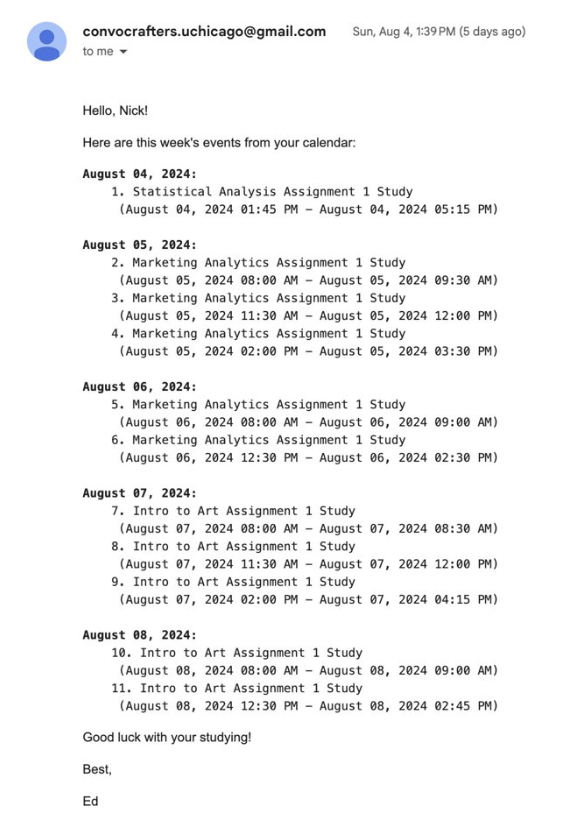 convocrafters.uchicago@gmail.com Sun, Aug 4, 1:39 PM (5 days ago)
to me
Hello, Nick!
Here are this week's events from your calendar:
August 04, 2024:
1. Statistical Analysis Assignment 1 Study
(August 04, 2024 01:45 PM – August 04, 2024 05:15 PM)
August 05, 2024:
2. Marketing Analytics Assignment 1 Study
(August 05, 2024 08:00 AM – August 05, 2024 09:30 AM)
3. Marketing Analytics Assignment 1 Study
(August 05, 2024 11:30 AM – August 05, 2024 12:00 PM)
4. Marketing Analytics Assignment 1 Study
(August 05, 2024 02:00 PM – August 05, 2024 03:30 PM)
August 06, 2024:
5. Marketing Analytics Assignment 1 Study
(August 06, 2024 08:00 AM – August 06, 2024 09:00 AM)
6. Marketing Analytics Assignment 1 Study
(August 06, 2024 12:30 PM – August 06, 2024 02:30 PM)
August 07, 2024:
7. Intro to Art Assignment 1 Study
(August 07, 2024 08:00 AM – August 07, 2024 08:30 AM)
8. Intro to Art Assignment 1 Study
(August 07, 2024 11:30 AM – August 07, 2024 12:00 PM)
9. Intro to Art Assignment 1 Study
(August 07, 2024 02:00 PM – August 07, 2024 04:15 PM)
August 08, 2024:
10. Intro to Art Assignment 1 Study
(August 08, 2024 08:00 AM – August 08, 2024 09:00 AM)
11. Intro to Art Assignment 1 Study
(August 08, 2024 12:30 PM – August 08, 2024 02:45 PM)
Good luck with your studying!
Best,
Ed